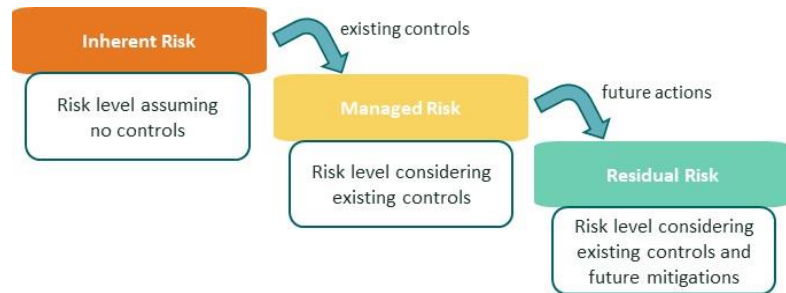 Inherent Risk
existing controls
Risk level assuming
no controls
Managed Risk
future actions
Risk level considering
existing controls
Residual Risk
Risk level considering
existing controls and
future mitigations